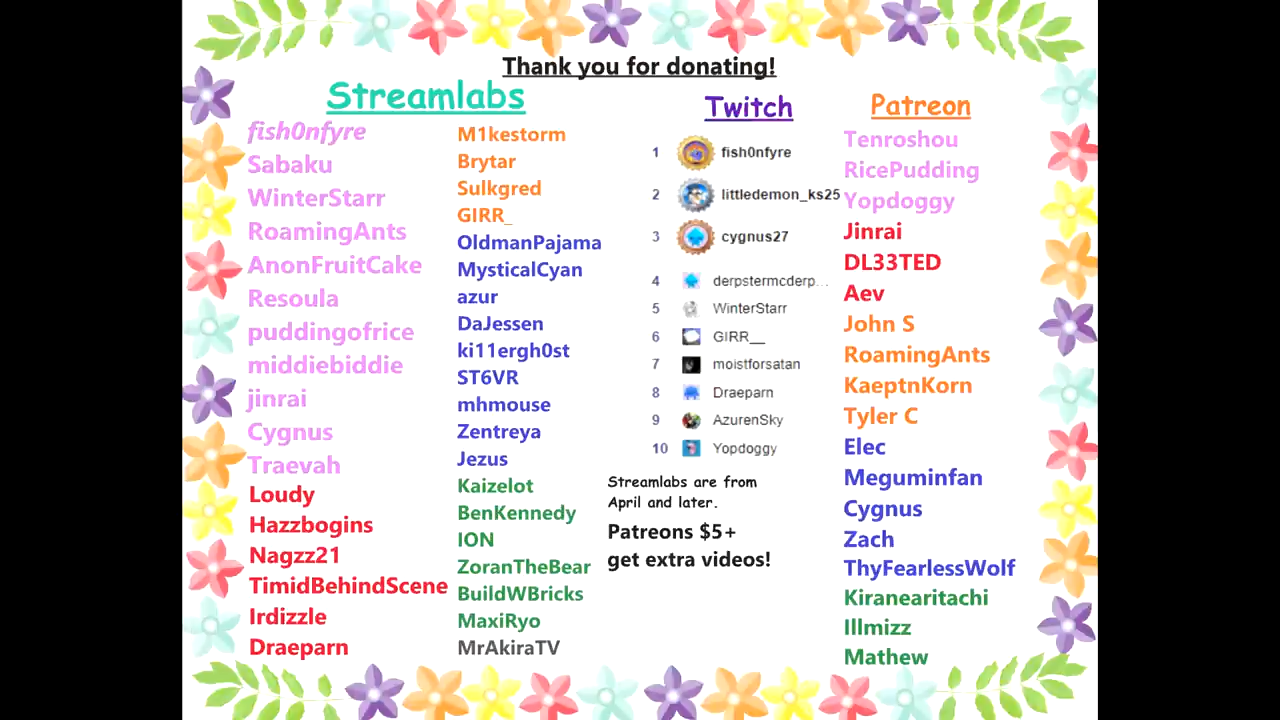 Thank you for donating!
Streamlabs
fish0nfyre
Sabaku
WinterStarr
RoamingAnts
AnonFruitCake
Resoula
puddingofrice
middiebiddie
jinrai
Cygnus
Traevah
Loudy
Hazzbogins
Nagzz21
TimidBehindScene
Irdizzle
Draeparn
M1kestorm
Brytar
Sulkgred
GIRR_
OldmanPajama
MysticalCyan
azur
DaJessen
ki11ergh0st
ST6VR
mhmouse
Zentreya
Jezus
Kaizelot
BenKennedy
ION
ZoranTheBear
BuildWBricks
MaxiRyo
MrAkiraTV
Twitch
1 fish0nfyre
2 littledemon_ks25
3 cygnus27
4 derpstermcderp...
5 WinterStarr
6 GIRR__
7 moistforsatan
8 Draeparn
9 AzurenSky
10 Yopdoggy
Streamlabs are from
April and later.
Patreons $5+
get extra videos!
Patreon
Tenroshou
RicePudding
Yopdoggy
Jinrai
DL33TED
Aev
John S
RoamingAnts
KaeptnKorn
Tyler C
Elec
Meguminfan
Cygnus
Zach
ThyFearlessWolf
Kiranearitachi
Illmizz
Mathew